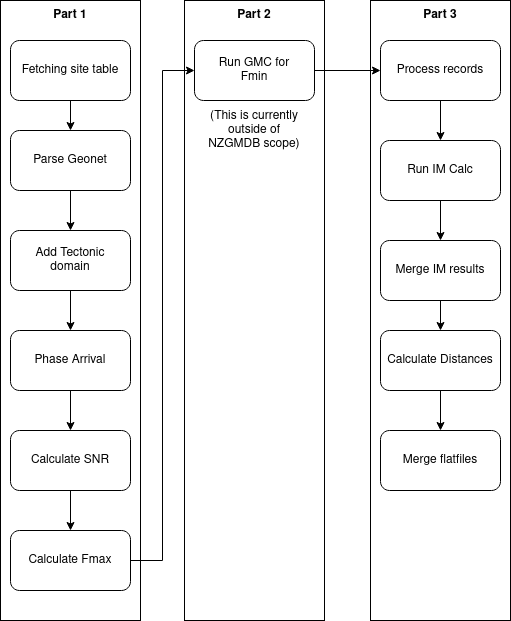 Part 1
Fetching site table
Parse Geonet
Add Tectonic
domain
Phase Arrival
Calculate SNR
Calculate Fmax
Part 2
Run GMC for
Fmin
(This is currently
outside of
NZGMDB scope)
Part 3
Process records
Run IM Calc
Merge IM results
Calculate Distances
Merge flatfiles